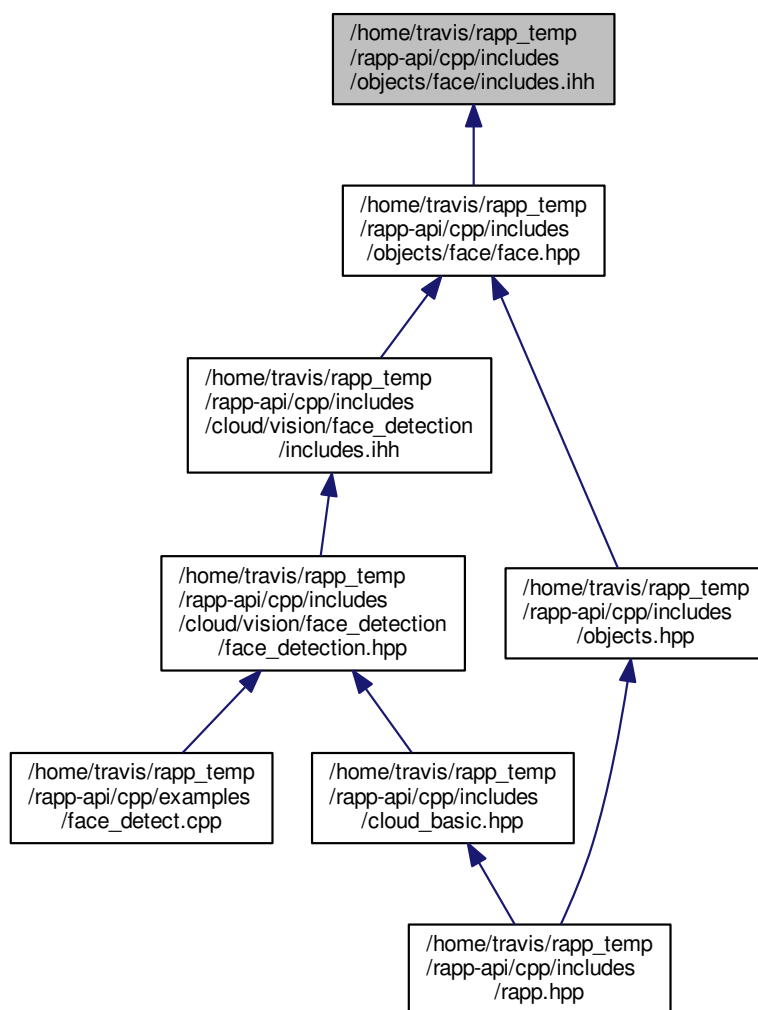 /home/travis/rapp_temp
/rapp-api/cpp/includes
/objects/face/includes.ihh
/home/travis/rapp_temp
/rapp-api/cpp/includes
/objects/face/face.hpp
/home/travis/rapp_temp
/rapp-api/cpp/includes
/cloud/vision/face_detection
/includes.ihh
/home/travis/rapp_temp
/rapp-api/cpp/includes
/cloud/vision/face_detection
/face_detection.hpp
/home/travis/rapp_temp
/rapp-api/cpp/includes
/objects.hpp
/home/travis/rapp_temp
/rapp-api/cpp/examples
/face_detect.cpp
/home/travis/rapp_temp
/rapp-api/cpp/includes
/cloud_basic.hpp
/home/travis/rapp_temp
/rapp-api/cpp/includes
/rapp.hpp